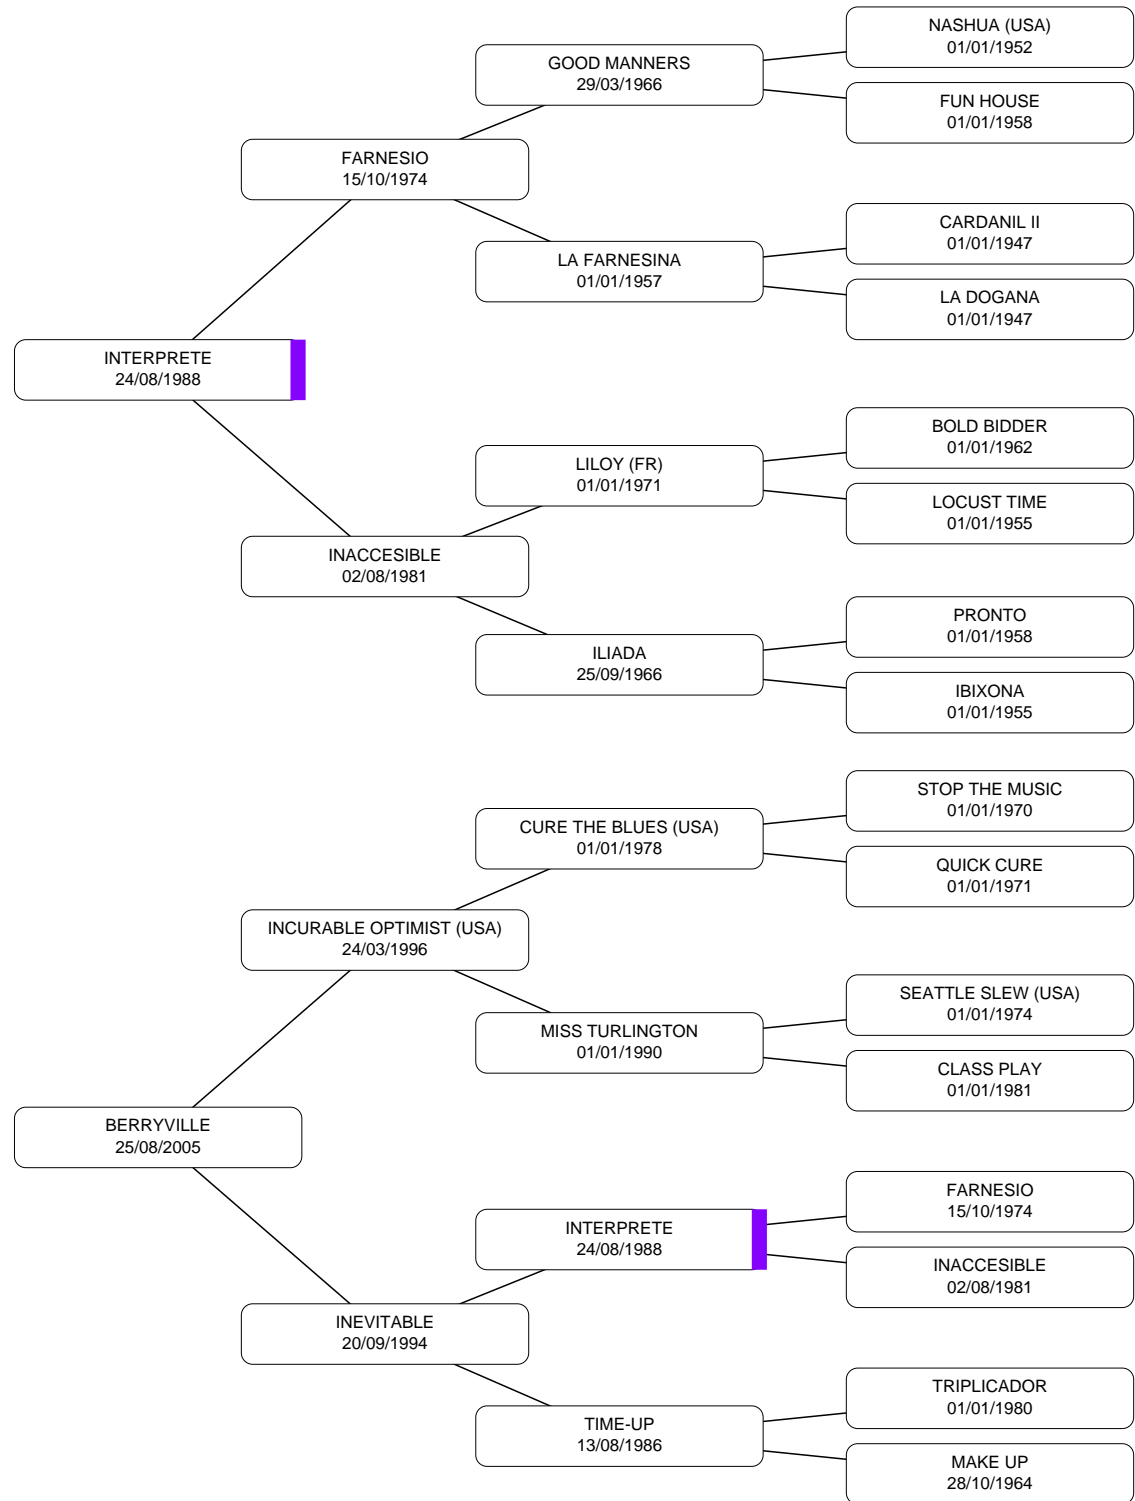 NASHUA (USA)
01/01/1952
GOOD MANNERS
29/03/1966
FUN HOUSE
01/01/1958
FARNESIO
15/10/1974
CARDANIL II
01/01/1947
LA FARNESINA
01/01/1957
LA DOGANA
01/01/1947
INTERPRETE
24/08/1988
BOLD BIDDER
01/01/1962
LILOY (FR)
01/01/1971
LOCUST TIME
01/01/1955
INACCESIBLE
02/08/1981
PRONTO
01/01/1958
ILIADA
25/09/1966
IBIXONA
01/01/1955
STOP THE MUSIC
01/01/1970
CURE THE BLUES (USA)
01/01/1978
QUICK CURE
01/01/1971
INCURABLE OPTIMIST (USA)
24/03/1996
SEATTLE SLEW (USA)
01/01/1974
MISS TURLINGTON
01/01/1990
CLASS PLAY
01/01/1981
BERRYVILLE
25/08/2005
FARNESIO
15/10/1974
INTERPRETE
24/08/1988
INACCESIBLE
02/08/1981
INEVITABLE
20/09/1994
TRIPLICADOR
01/01/1980
TIME-UP
13/08/1986
MAKE UP
28/10/1964